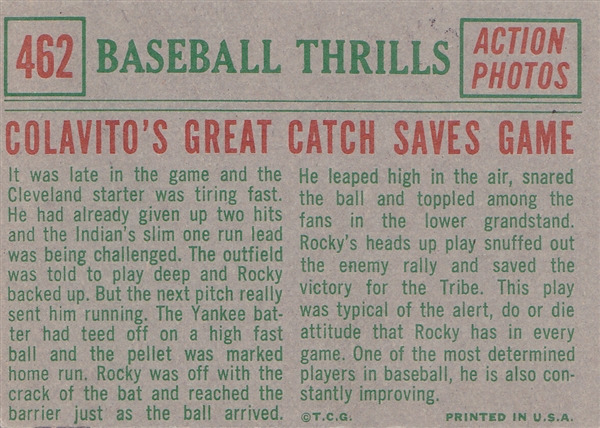 462
BASEBALL THRILLS
ACTION
PHOTOS
COLAVITO'S GREAT CATCH SAVES GAME
It was late in the game and the
Cleveland starter was tiring fast.
He had already given up two hits
and the Indian's slim one run lead
was being challenged. The outfield
was told to play deep and Rocky
backed up. But the next pitch really
sent him running. The Yankee bat-
ter had teed off on a high fast
ball and the pellet was marked
home run. Rocky was off with the
crack of the bat and reached the
barrier just as the ball arrived.
He leaped high in the air, snared
the ball and toppled among the
fans in the lower grandstand.
Rocky's heads up play snuffed out
the enemy rally and saved the
victory for the Tribe. This play
was typical of the alert, do or die
attitude that Rocky has in every
game. One of the most determined
players in baseball, he is also con-
stantly improving.
©T.C.G. PRINTED IN U.S.A.